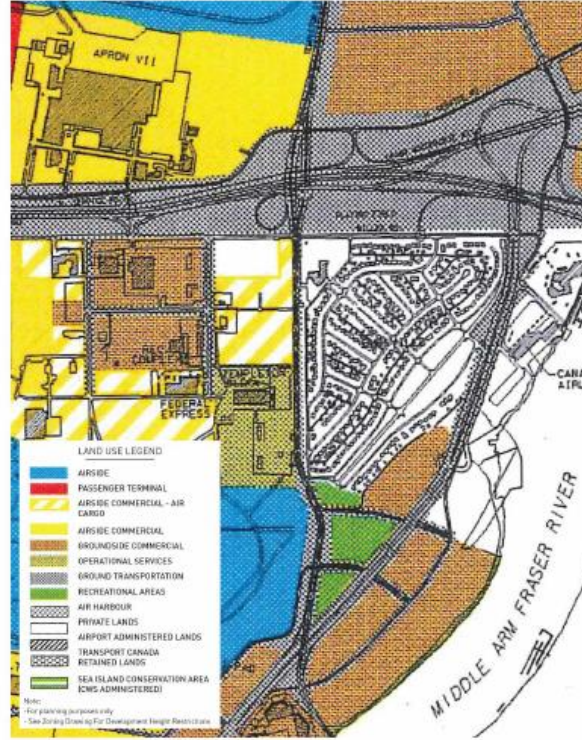 APRON VII
FEDERAL
EXPRESS
MIDDLE ARM FRASER RIVER
LAND USE LEGEND
AIRSIDE
PASSENGER TERMINAL
AIRSIDE COMMERCIAL - AIR
CARGO
AIRSIDE COMMERCIAL
GROUNDSIDE COMMERCIAL
OPERATIONAL SERVICES
GROUND TRANSPORTATION
RECREATIONAL AREAS
AIR HARBOUR
PRIVATE LANDS
AIRPORT ADMINISTERED LANDS
TRANSPORT CANADA
RETAINED LANDS
SEA ISLAND CONSERVATION AREA
(CWS ADMINISTERED)
Note:
- For planning purposes only
- See Zoning Drawing For Development Height Restrictions